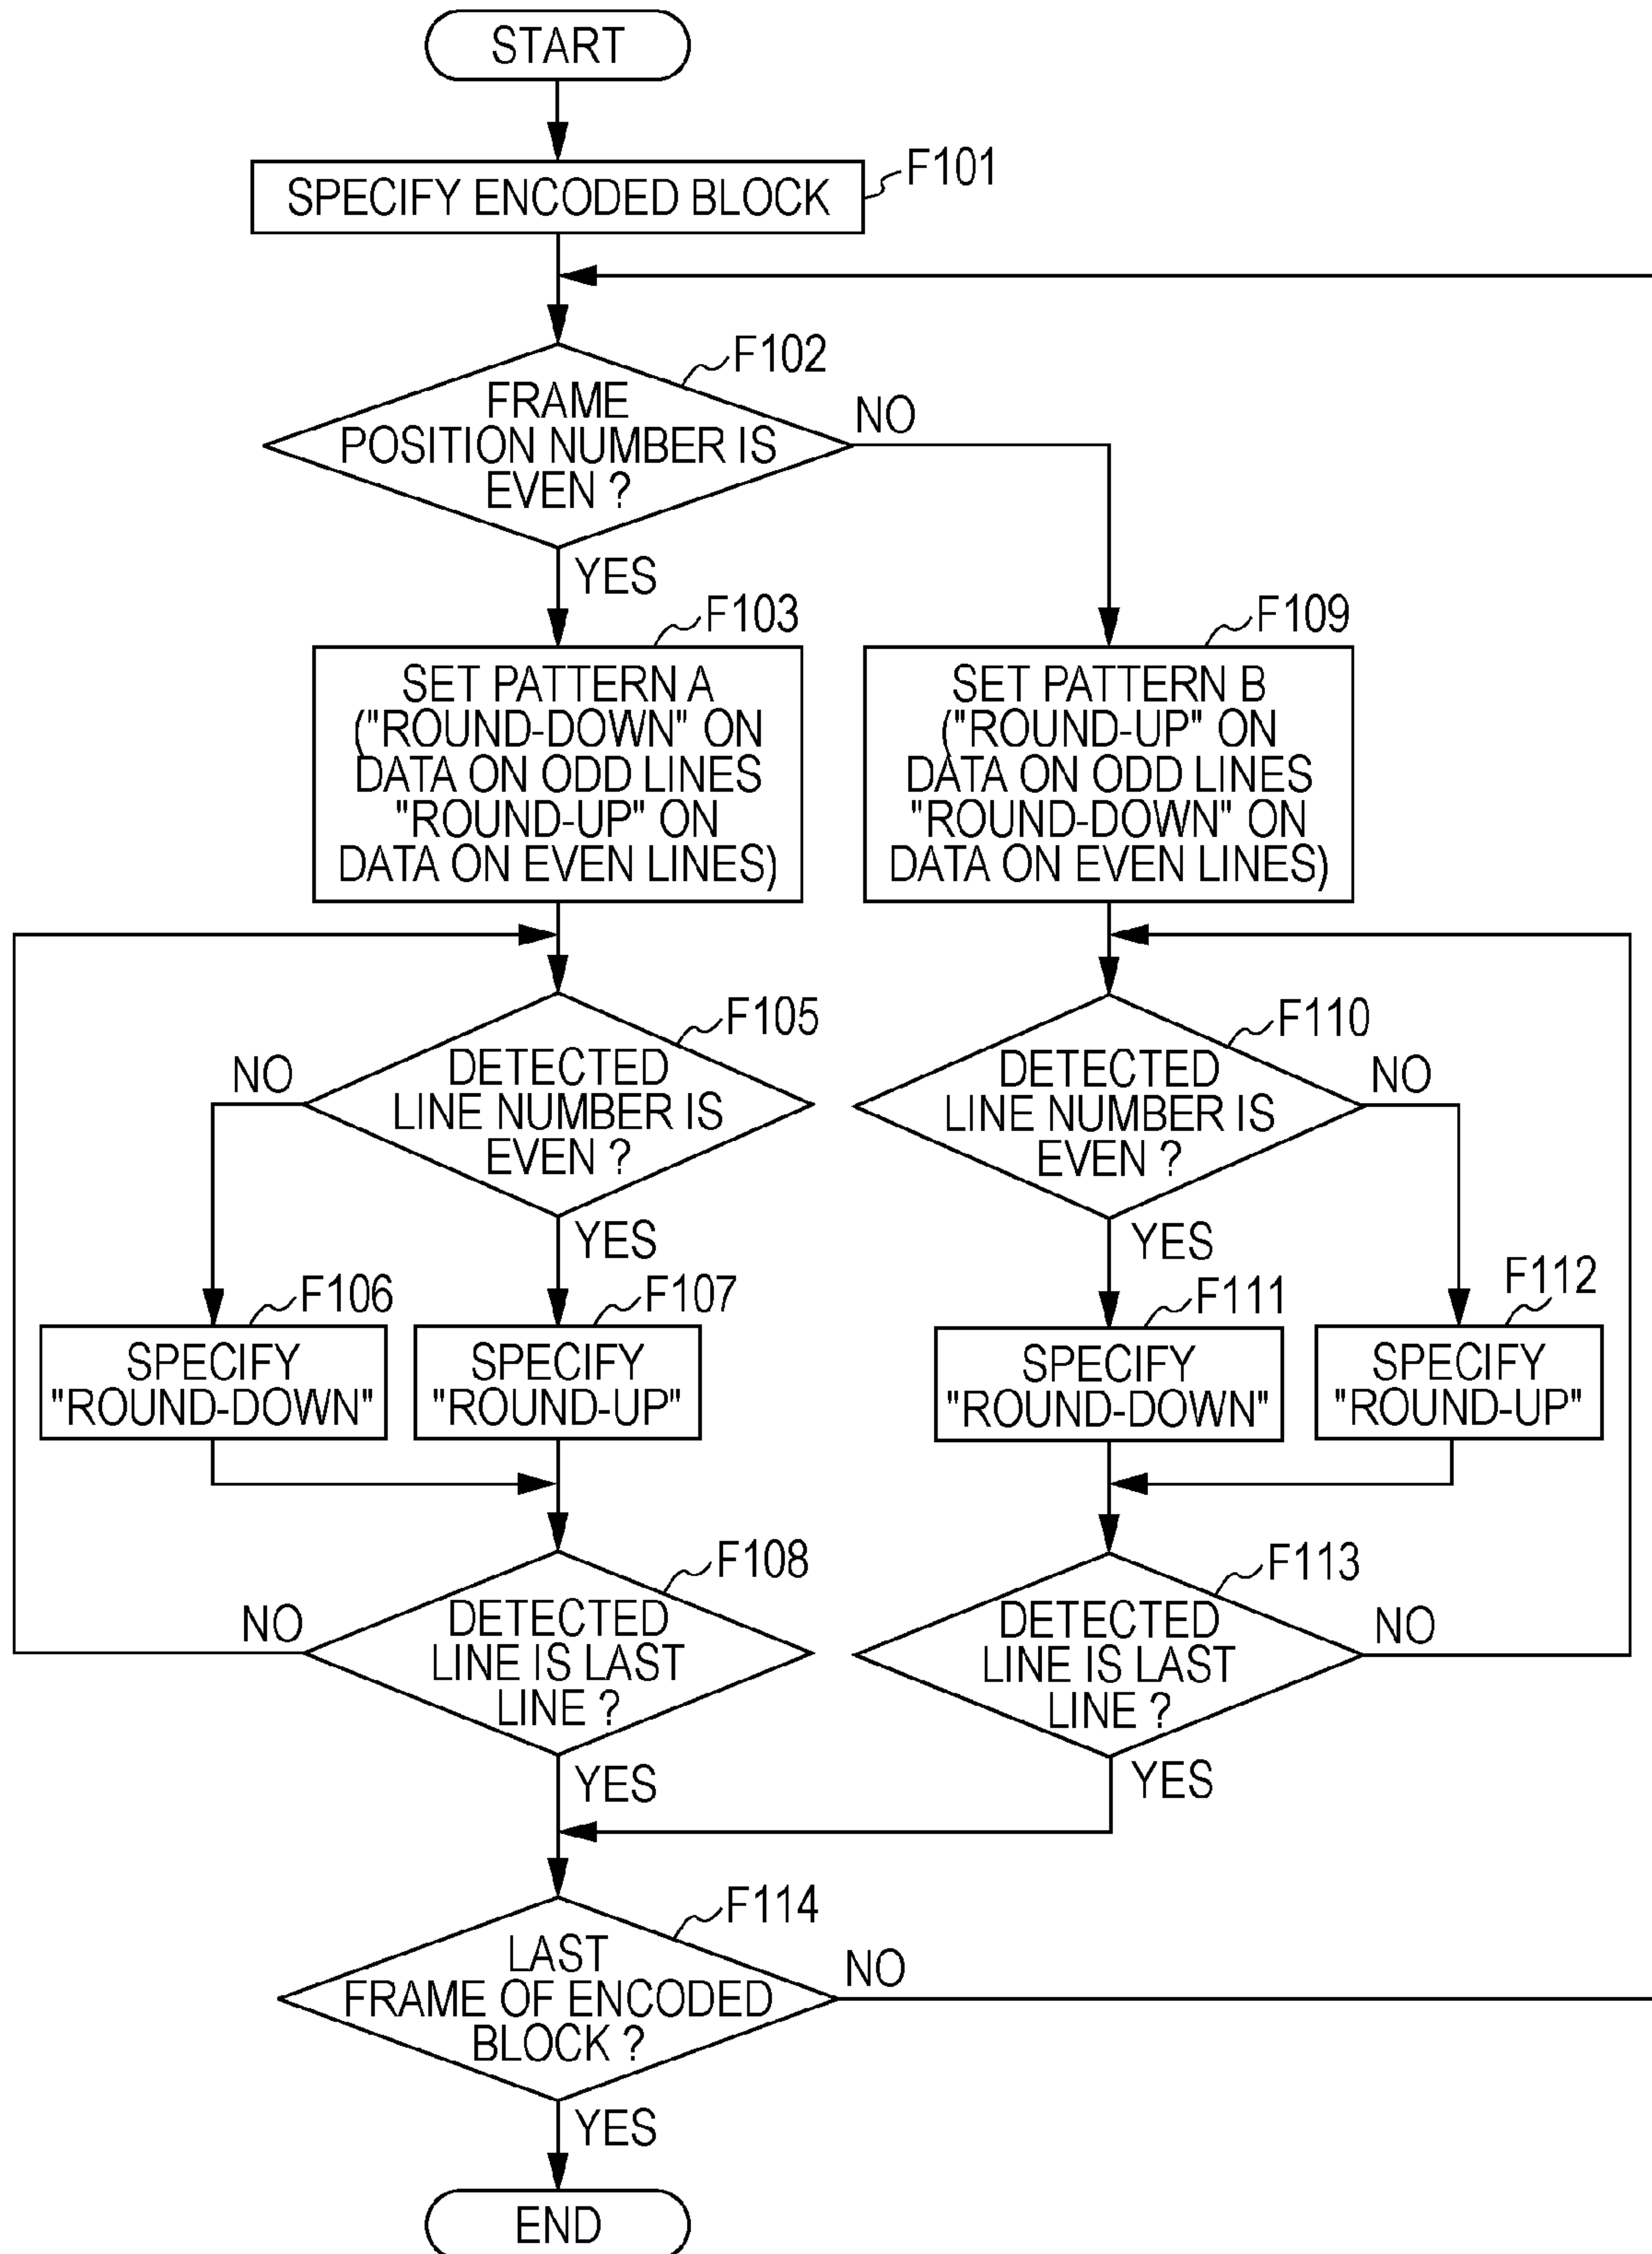 START
F101
SPECIFY ENCODED BLOCK
F102
FRAME
POSITION NUMBER IS
EVEN ?
NO
YES
F103
SET PATTERN A
("ROUND-DOWN" ON
DATA ON ODD LINES
"ROUND-UP" ON
DATA ON EVEN LINES)
F109
SET PATTERN B
("ROUND-UP" ON
DATA ON ODD LINES
"ROUND-DOWN" ON
DATA ON EVEN LINES)
F105
DETECTED
LINE NUMBER IS
EVEN ?
NO
YES
F110
DETECTED
LINE NUMBER IS
EVEN ?
NO
YES
F106
SPECIFY
"ROUND-DOWN"
F107
SPECIFY
"ROUND-UP"
F111
SPECIFY
"ROUND-DOWN"
F112
SPECIFY
"ROUND-UP"
F108
DETECTED
LINE IS LAST
LINE ?
NO
YES
F113
DETECTED
LINE IS LAST
LINE ?
NO
YES
F114
LAST
FRAME OF ENCODED
BLOCK ?
NO
YES
END